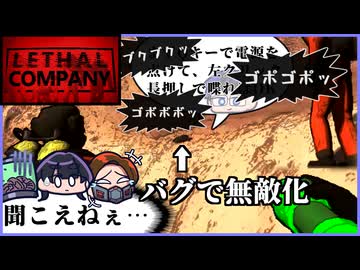 LETHAL
COMPANY
ブクブクッ
キーで電源を
点けて、左ク
長押しで喋れ
ゴポゴポッ
ゴポポポッ
バグで無敵化
聞こえねぇ…